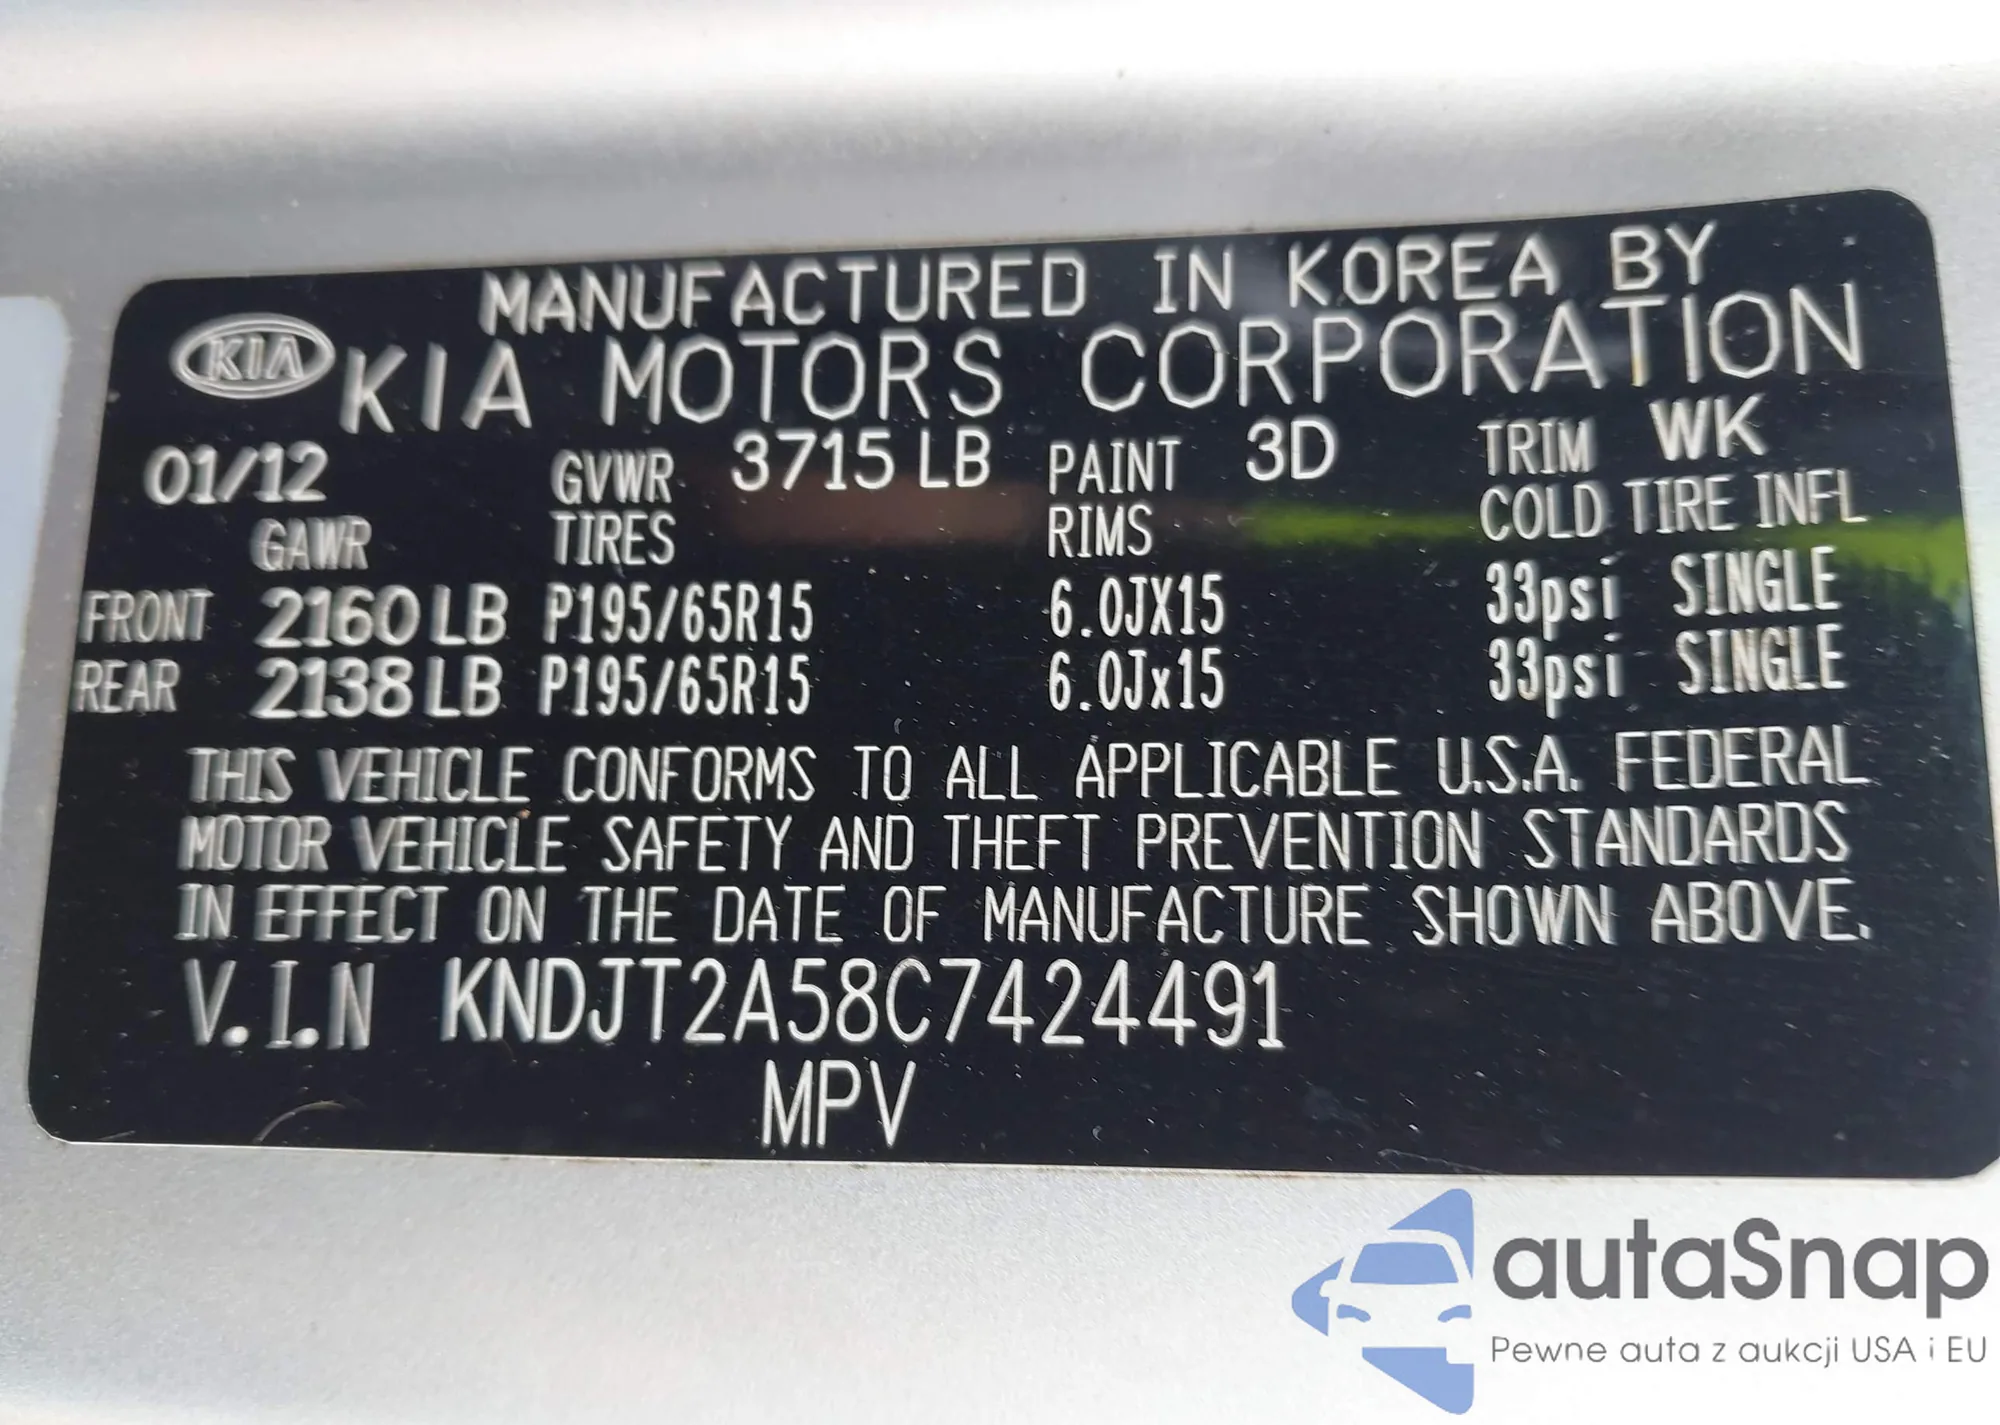 MANUFACTURED IN KOREA BY
KIA KIA MOTORS CORPORATION
01/12 GVWR 3715 LB PAINT 3D TRIM WK
GAWR TIRES RIMS COLD TIRE INFL
FRONT 2160 LB P195/65R15 6.0JX15 33psi SINGLE
REAR 2138 LB P195/65R15 6.0Jx15 33psi SINGLE
THIS VEHICLE CONFORMS TO ALL APPLICABLE U.S.A. FEDERAL
MOTOR VEHICLE SAFETY AND THEFT PREVENTION STANDARDS
IN EFFECT ON THE DATE OF MANUFACTURE SHOWN ABOVE.
V.I.N KNDJT2A58C7424491
MPV
autaSnap
Pewne auta z aukcji USA i EU